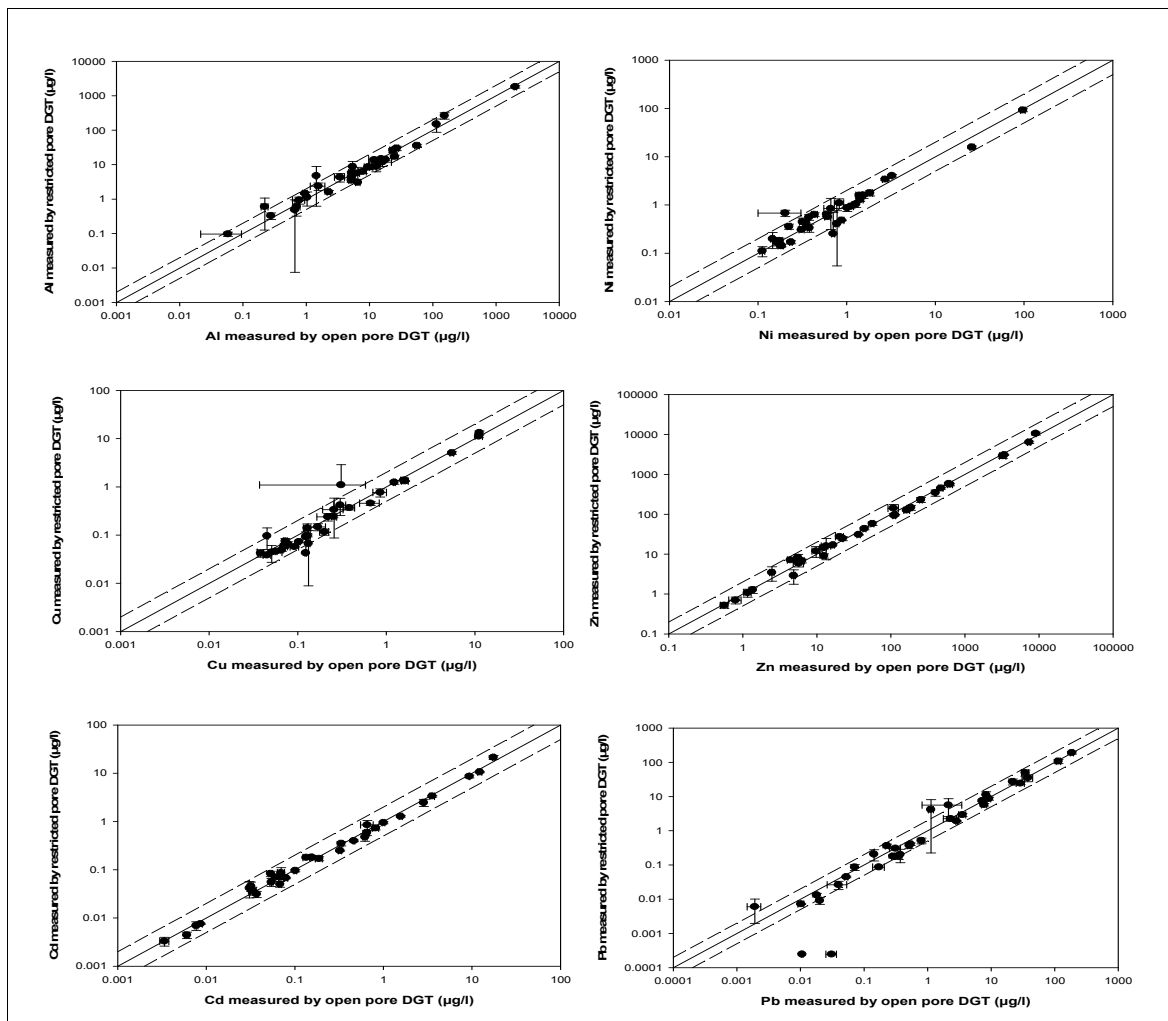 Al measured by restricted pore DGT (µg/l)
10000
1000
100
10
1
0.1
0.01
0.001
0.001 0.01 0.1 1 10 100 1000 10000
Al measured by open pore DGT (µg/l)
Ni measured by restricted pore DGT (µg/l)
1000
100
10
1
0.1
0.01
0.01 0.1 1 10 100 1000
Ni measured by open pore DGT (µg/l)
Cu measured by restricted pore DGT (µg/l)
100
10
1
0.1
0.01
0.001
0.001 0.01 0.1 1 10 100
Cu measured by open pore DGT (µg/l)
Zn measured by restricted pore DGT (µg/l)
100000
10000
1000
100
10
1
0.1
0.1 1 10 100 1000 10000 100000
Zn measured by open pore DGT (µg/l)
Cd measured by restricted pore DGT (µg/l)
100
10
1
0.1
0.01
0.001
0.001 0.01 0.1 1 10 100
Cd measured by open pore DGT (µg/l)
Pb measured by restricted pore DGT (µg/l)
1000
100
10
1
0.1
0.01
0.001
0.0001
0.0001 0.001 0.01 0.1 1 10 100 1000
Pb measured by open pore DGT (µg/l)